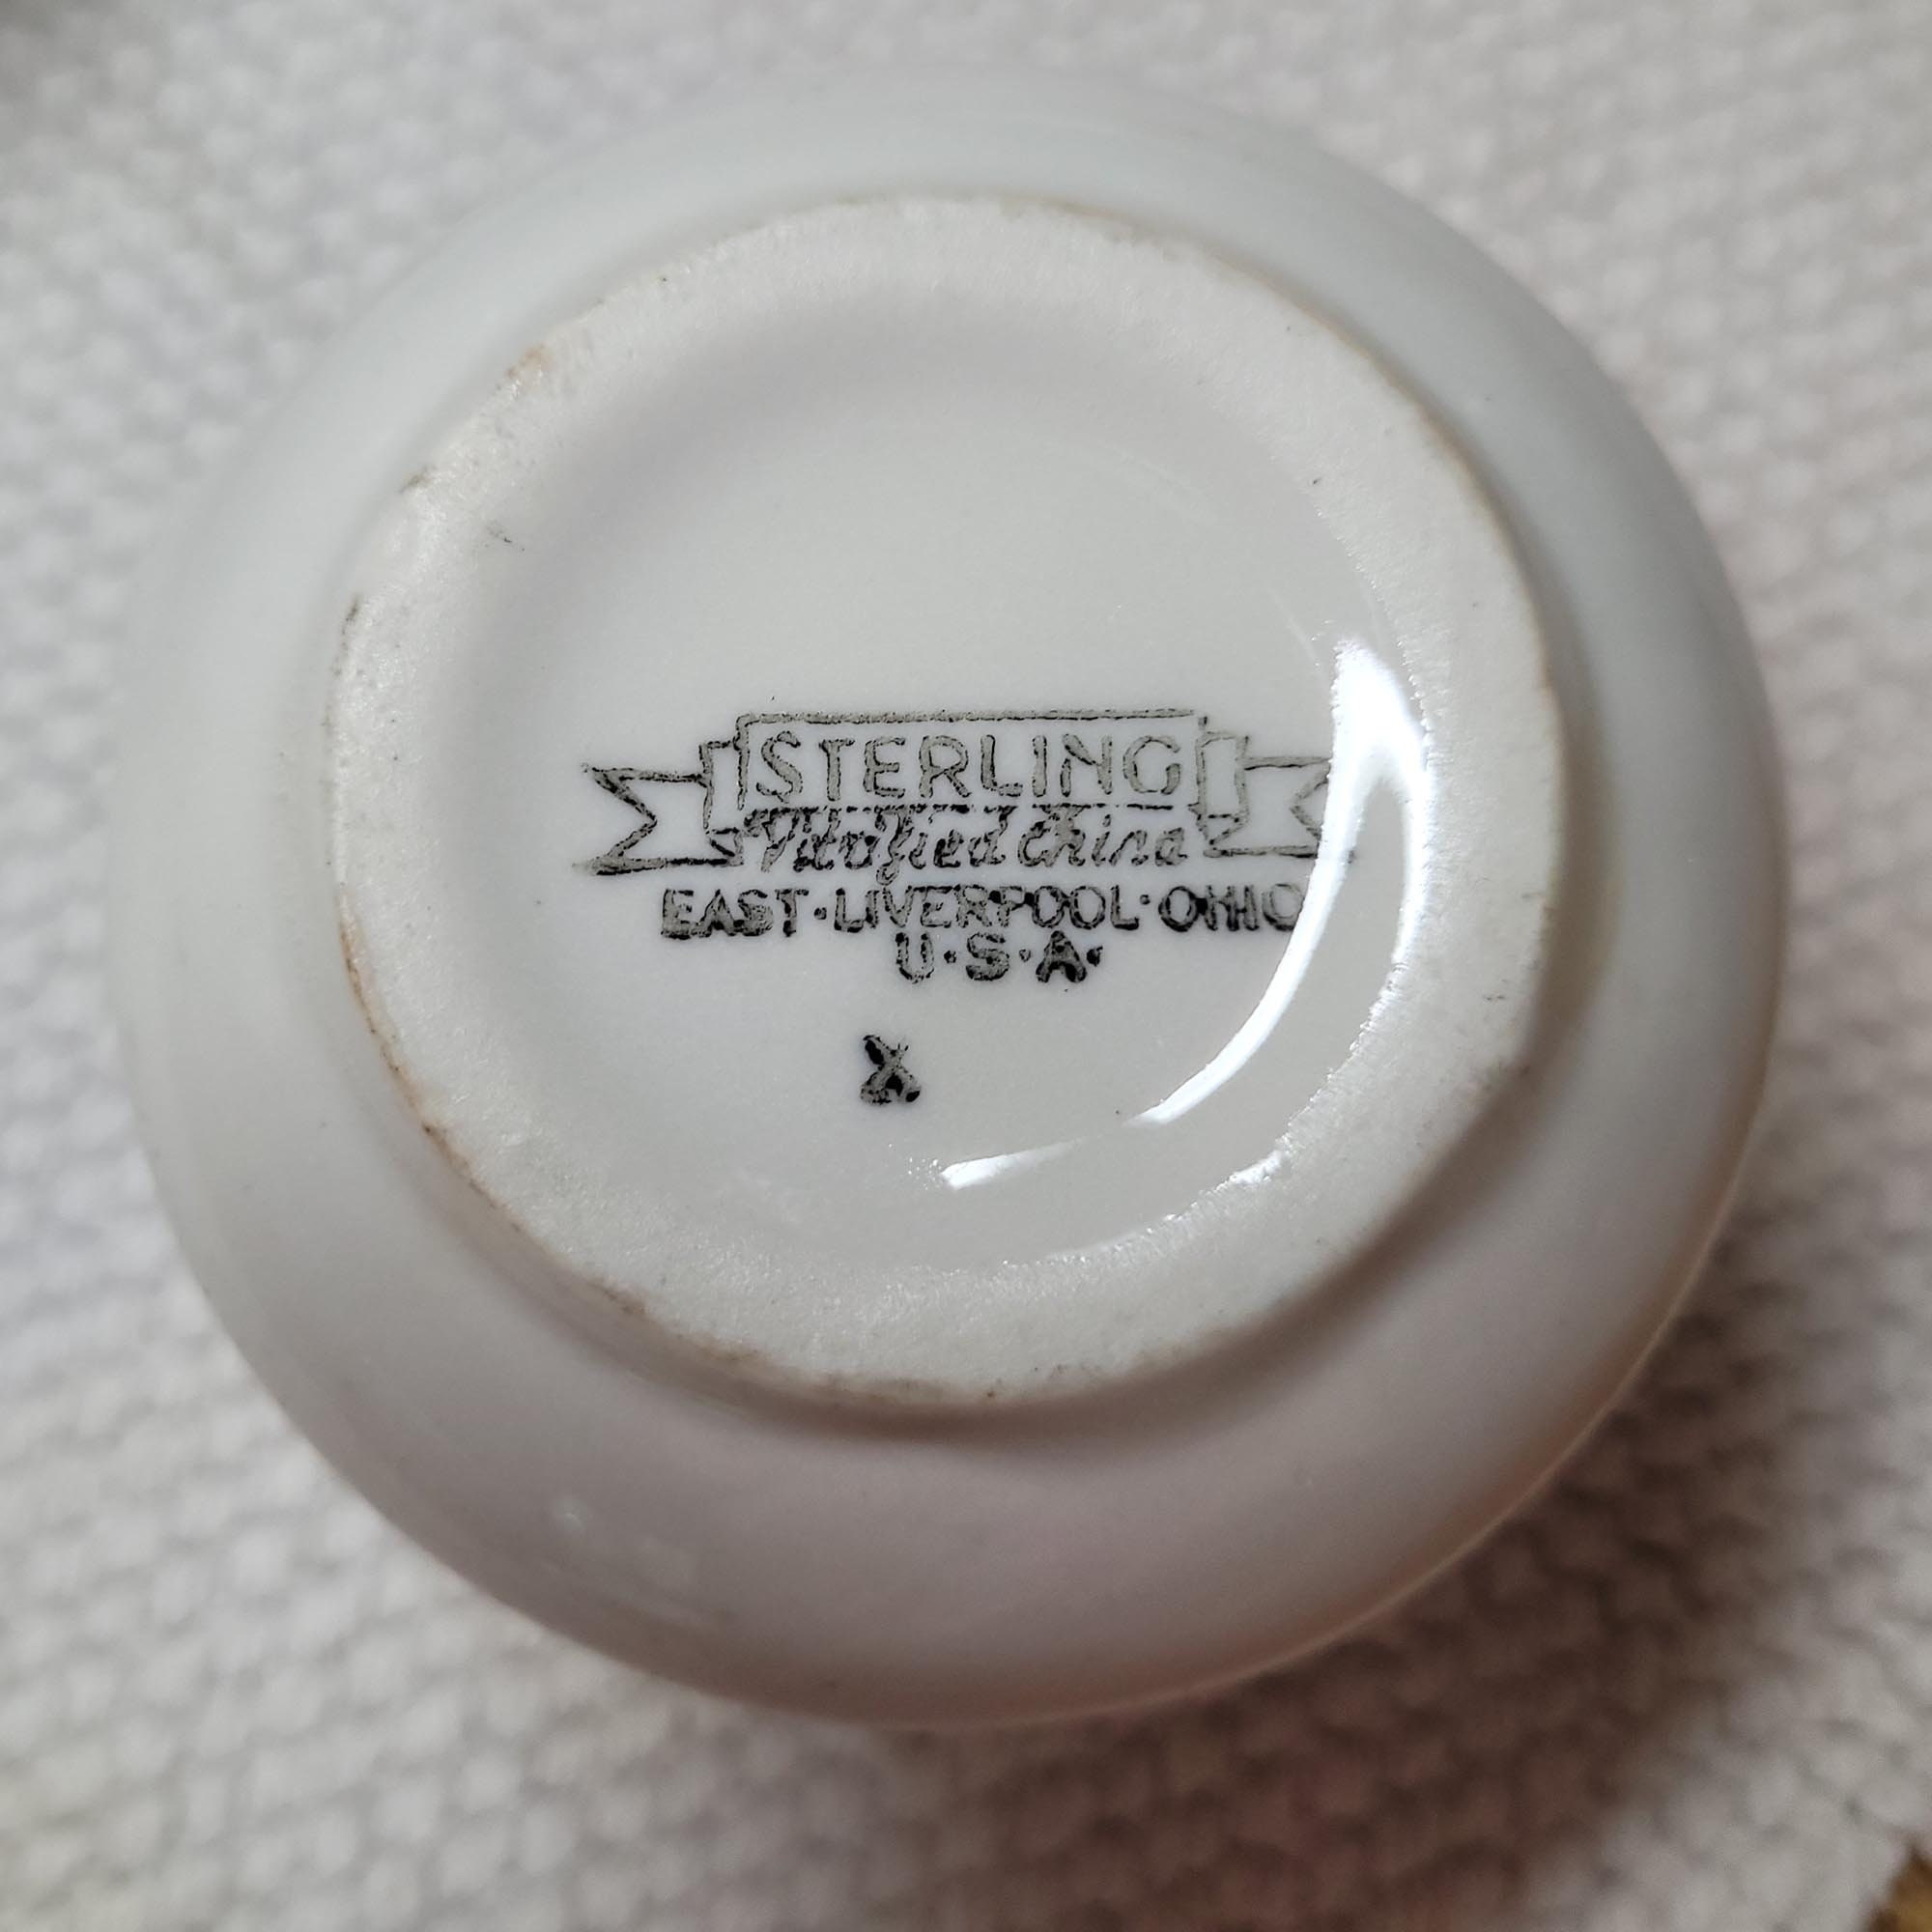 STERLING
Vitrified China
EAST·LIVERPOOL·OHIO
U·S·A·
X